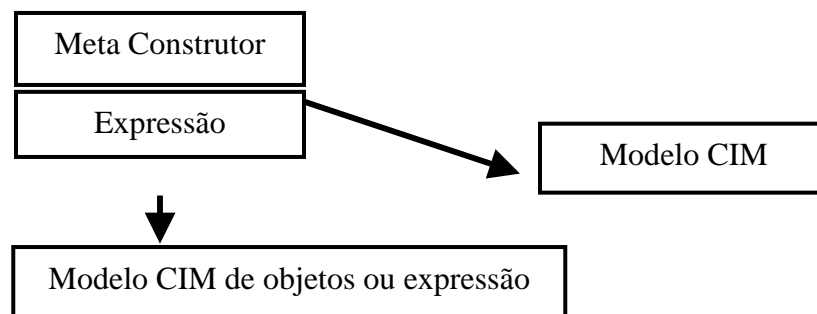 Meta Construtor
Expressão
Modelo CIM
Modelo CIM de objetos ou expressão